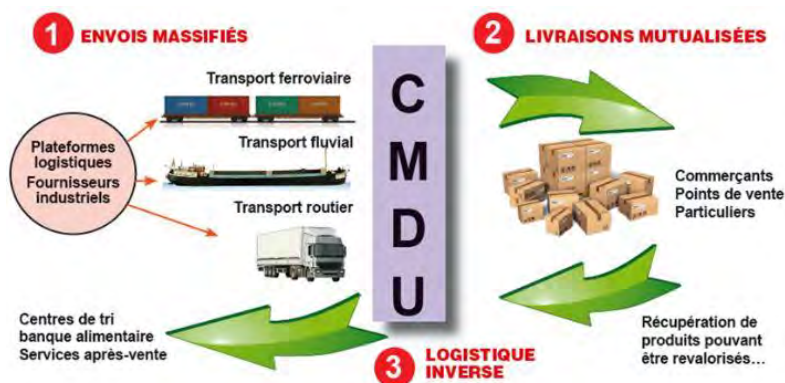 1 ENVOIS MASSIFIÉS
Transport ferroviaire
Plateformes
logistiques
Fournisseurs
industriels
Transport fluvial
Transport routier
C
M
D
U
2 LIVRAISONS MUTUALISÉES
Commerçants
Points de vente
Particuliers
Récupération de
produits pouvant
être revalorisés...
3 LOGISTIQUE
INVERSE
Centres de tri
banque alimentaire
Services après-vente